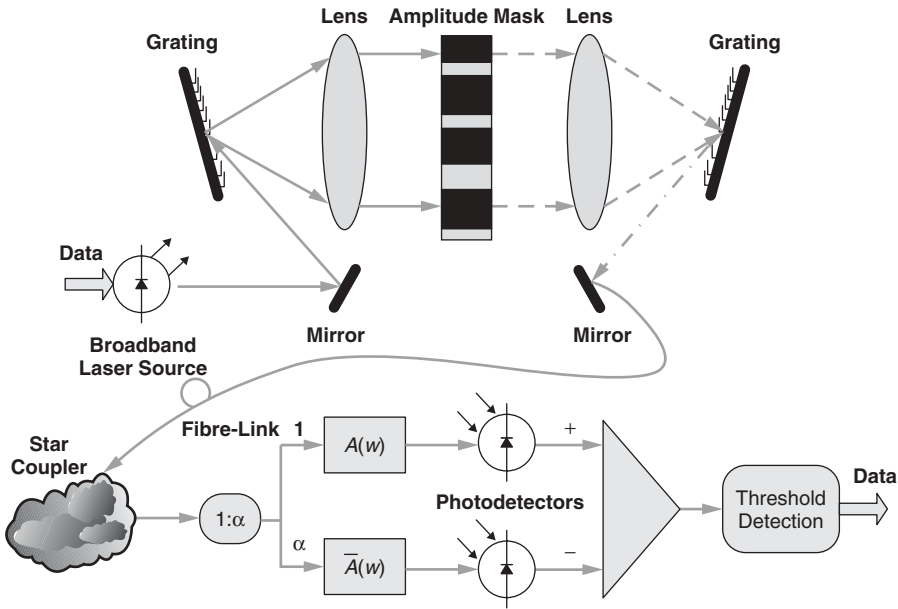 Lens
Amplitude Mask
Lens
Grating
Grating
Data
Mirror
Mirror
Broadband
Laser Source
Fibre-Link
1
A(w)
+
Star
Coupler
Data
Photodetectors
1:α
Threshold
Detection
α
A̅(w)
−